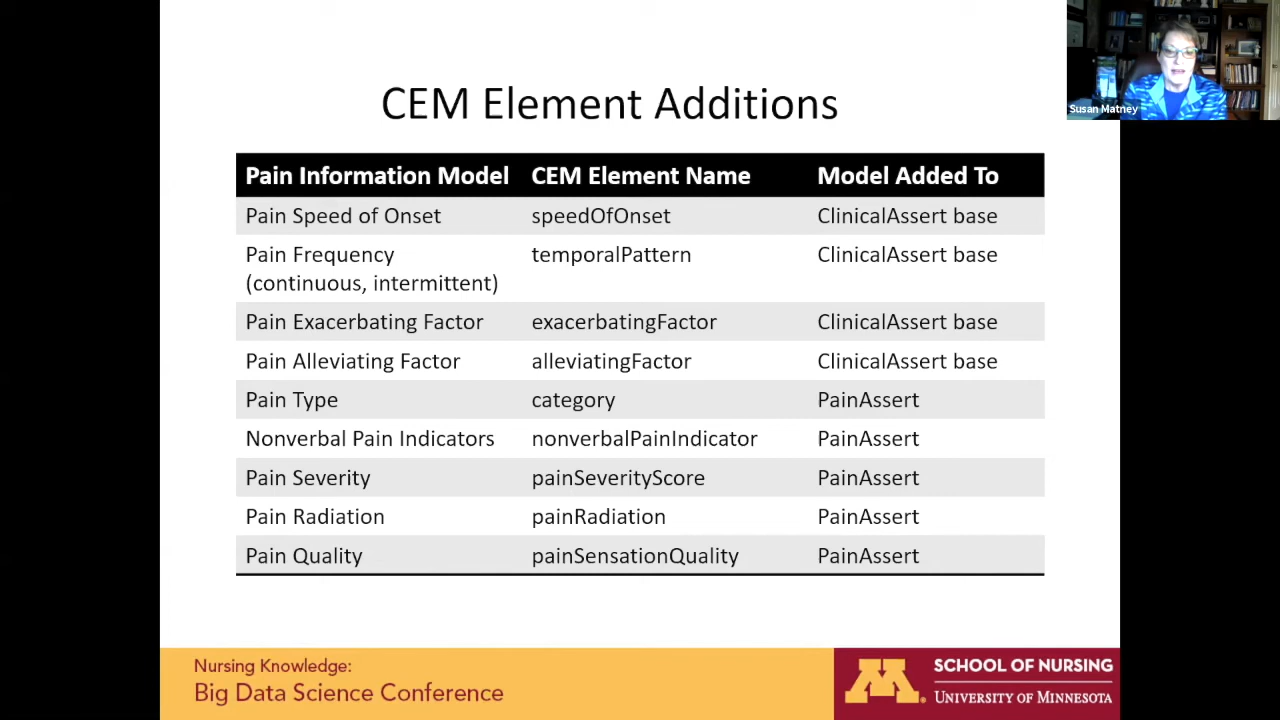 Susan Matney
CEM Element Additions
Pain Information Model CEM Element Name Model Added To
Pain Speed of Onset speedOfOnset ClinicalAssert base
Pain Frequency temporalPattern ClinicalAssert base
(continuous, intermittent)
Pain Exacerbating Factor exacerbatingFactor ClinicalAssert base
Pain Alleviating Factor alleviatingFactor ClinicalAssert base
Pain Type category PainAssert
Nonverbal Pain Indicators nonverbalPainIndicator PainAssert
Pain Severity painSeverityScore PainAssert
Pain Radiation painRadiation PainAssert
Pain Quality painSensationQuality PainAssert
Nursing Knowledge:
Big Data Science Conference
M
SCHOOL OF NURSING
UNIVERSITY OF MINNESOTA